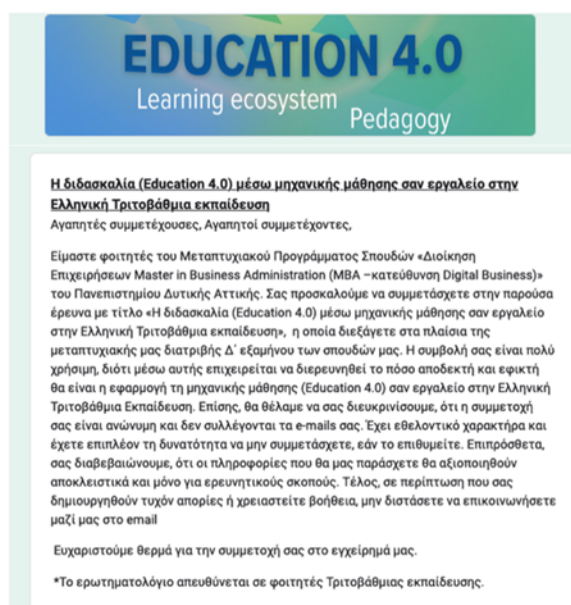 EDUCATION 4.0
Learning ecosystem
Pedagogy
Η διδασκαλία (Education 4.0) μέσω μηχανικής μάθησης σαν εργαλείο στην
Ελληνική Τριτοβάθμια εκπαίδευση
Αγαπητές συμμετέχουσες, Αγαπητοί συμμετέχοντες,
Είμαστε φοιτητές του Μεταπτυχιακού Προγράμματος Σπουδών «Διοίκηση
Επιχειρήσεων Master in Business Administration (MBA –κατεύθυνση Digital Business)»
του Πανεπιστημίου Δυτικής Αττικής. Σας προσκαλούμε να συμμετάσχετε στην παρούσα
έρευνα με τίτλο «Η διδασκαλία (Education 4.0) μέσω μηχανικής μάθησης σαν εργαλείο
στην Ελληνική Τριτοβάθμια εκπαίδευση», η οποία διεξάγετε στα πλαίσια της
μεταπτυχιακής μας διατριβής Δ΄ εξαμήνου των σπουδών μας. Η συμβολή σας είναι πολύ
χρήσιμη, διότι μέσω αυτής επιχειρείται να διερευνηθεί το πόσο αποδεκτή και εφικτή
θα είναι η εφαρμογή τη μηχανικής μάθησης (Education 4.0) σαν εργαλείο στην Ελληνική
Τριτοβάθμια Εκπαίδευση. Επίσης, θα θέλαμε να σας διευκρινίσουμε, ότι η συμμετοχή
σας είναι ανώνυμη και δεν συλλέγονται τα e-mails σας. Έχει εθελοντικό χαρακτήρα και
έχετε επιπλέον τη δυνατότητα να μην συμμετάσχετε, εάν το επιθυμείτε. Επιπρόσθετα,
σας διαβεβαιώνουμε, ότι οι πληροφορίες που θα μας παράσχετε θα αξιοποιηθούν
αποκλειστικά και μόνο για ερευνητικούς σκοπούς. Τέλος, σε περίπτωση που σας
δημιουργηθούν τυχόν απορίες ή χρειαστείτε βοήθεια, μην διστάσετε να επικοινωνήσετε
μαζί μας στο email
Ευχαριστούμε θερμά για την συμμετοχή σας στο εγχείρημά μας.
*Το ερωτηματολόγιο απευθύνεται σε φοιτητές Τριτοβάθμιας εκπαίδευσης.